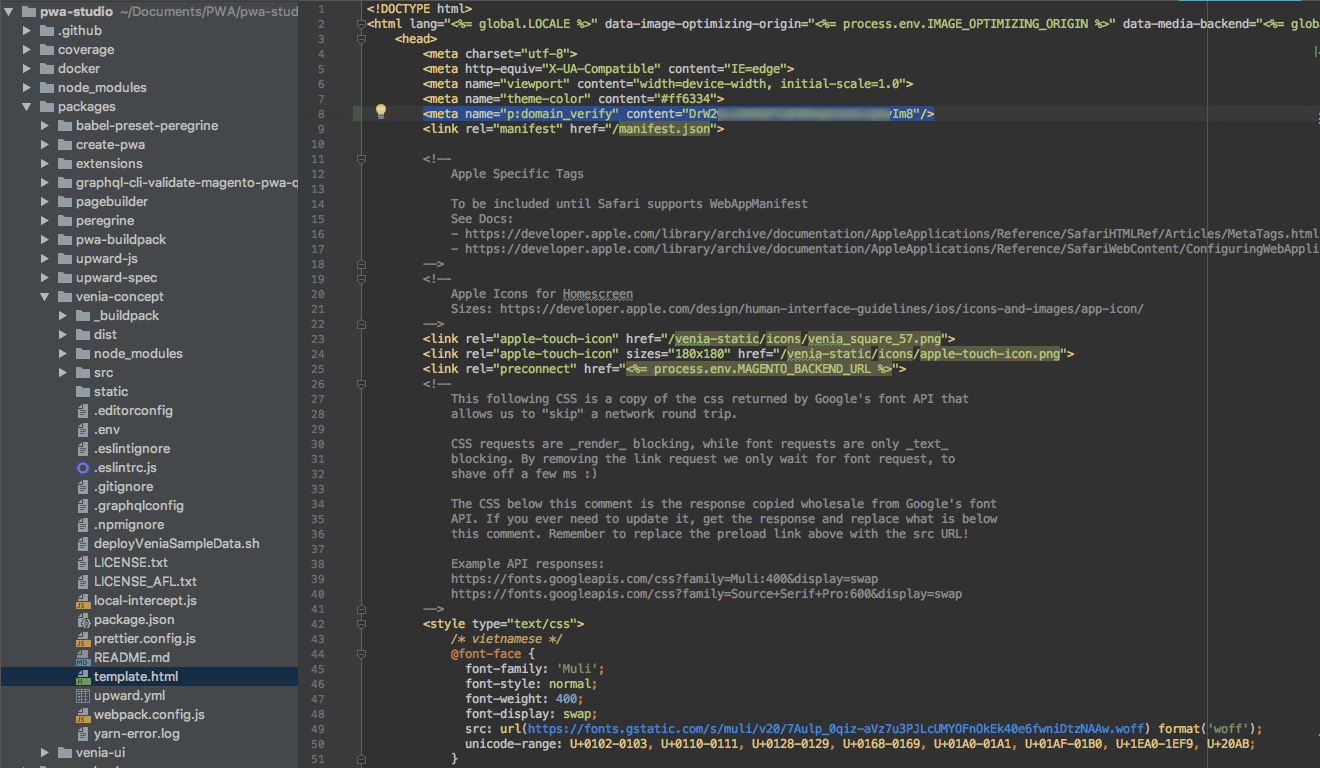 pwa-studio ~/Documents/PWA/pwa-stud
.github
coverage
docker
node_modules
packages
babel-preset-peregrine
create-pwa
extensions
graphql-cli-validate-magento-pwa-q
pagebuilder
peregrine
pwa-buildpack
upward-js
upward-spec
venia-concept
_buildpack
dist
node_modules
src
static
.editorconfig
.env
.eslintignore
.eslintrc.js
.gitignore
.graphqlconfig
.npmignore
deployVeniaSampleData.sh
LICENSE.txt
LICENSE_AFL.txt
local-intercept.js
package.json
prettier.config.js
README.md
template.html
upward.yml
webpack.config.js
yarn-error.log
venia-ui
1 <!DOCTYPE html>
2 <html lang="<%= global.LOCALE %>" data-image-optimizing-origin="<%= process.env.IMAGE_OPTIMIZING_ORIGIN %>" data-media-backend="<%= glob
3 <head>
4 <meta charset="utf-8">
5 <meta http-equiv="X-UA-Compatible" content="IE=edge">
6 <meta name="viewport" content="width=device-width, initial-scale=1.0">
7 <meta name="theme-color" content="#ff6334">
8 <meta name="p:domain_verify" content="DrW2 Im8"/>
9 <link rel="manifest" href="/manifest.json">
10
11 <!--
12 Apple Specific Tags
13
14 To be included until Safari supports WebAppManifest
15 See Docs:
16 - https://developer.apple.com/library/archive/documentation/AppleApplications/Reference/SafariHTMLRef/Articles/MetaTags.html
17 - https://developer.apple.com/library/archive/documentation/AppleApplications/Reference/SafariWebContent/ConfiguringWebAppli
18 -->
19 <!--
20 Apple Icons for Homescreen
21 Sizes: https://developer.apple.com/design/human-interface-guidelines/ios/icons-and-images/app-icon/
22 -->
23 <link rel="apple-touch-icon" href="/venia-static/icons/venia_square_57.png">
24 <link rel="apple-touch-icon" sizes="180x180" href="/venia-static/icons/apple-touch-icon.png">
25 <link rel="preconnect" href="<%= process.env.MAGENTO_BACKEND_URL %>">
26 <!--
27 This following CSS is a copy of the css returned by Google's font API that
28 allows us to "skip" a network round trip.
29
30 CSS requests are _render_ blocking, while font requests are only _text_
31 blocking. By removing the link request we only wait for font request, to
32 shave off a few ms :)
33
34 The CSS below this comment is the response copied wholesale from Google's font
35 API. If you ever need to update it, get the response and replace what is below
36 this comment. Remember to replace the preload link above with the src URL!
37
38 Example API responses:
39 https://fonts.googleapis.com/css?family=Muli:400&display=swap
40 https://fonts.googleapis.com/css?family=Source+Serif+Pro:600&display=swap
41 -->
42 <style type="text/css">
43 /* vietnamese */
44 @font-face {
45 font-family: 'Muli';
46 font-style: normal;
47 font-weight: 400;
48 font-display: swap;
49 src: url(https://fonts.gstatic.com/s/muli/v20/7Aulp_0qiz-aVz7u3PJLcUMYOFnOkEk40e6fwniDtzNAAw.woff) format('woff');
50 unicode-range: U+0102-0103, U+0110-0111, U+0128-0129, U+0168-0169, U+01A0-01A1, U+01AF-01B0, U+1EA0-1EF9, U+20AB;
51 }